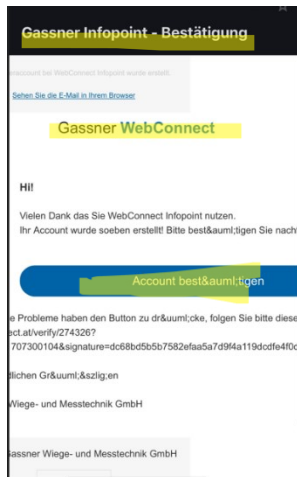 Gassner Infopoint - Bestätigung
eraccount bei WebConnect Infopoint wurde erstellt.
Sehen Sie die E-Mail in Ihrem Browser
Gassner WebConnect
Hi!
Vielen Dank das Sie WebConnect Infopoint nutzen.
Ihr Account wurde soeben erstellt! Bitte best&auml;tigen Sie nach
Account best&auml;tigen
e Probleme haben den Button zu dr&uuml;cke, folgen Sie bitte diese
ect.at/verify/274326?
707300104&signature=dc68bd5b5b7582efaa5a7d9f4a119dcdfe4f0c
dlichen Gr&uuml;&szlig;en
Wiege- und Messtechnik GmbH
Gassner Wiege- und Messtechnik GmbH